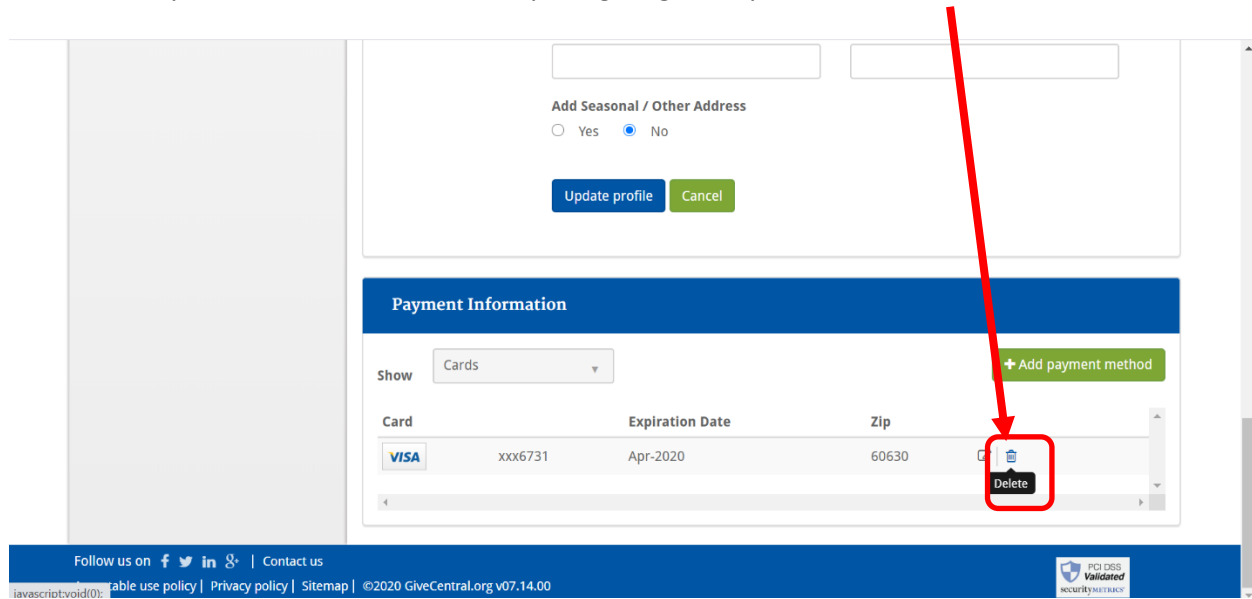 Add Seasonal / Other Address
Yes No
Update profile Cancel
Payment Information
Show Cards + Add payment method
Card Expiration Date Zip
VISA xxx6731 Apr-2020 60630
Delete
Follow us on | Contact us
table use policy | Privacy policy | Sitemap | ©2020 GiveCentral.org v07.14.00
javascript:void(0);
PCI DSS
Validated
securityMETRICS